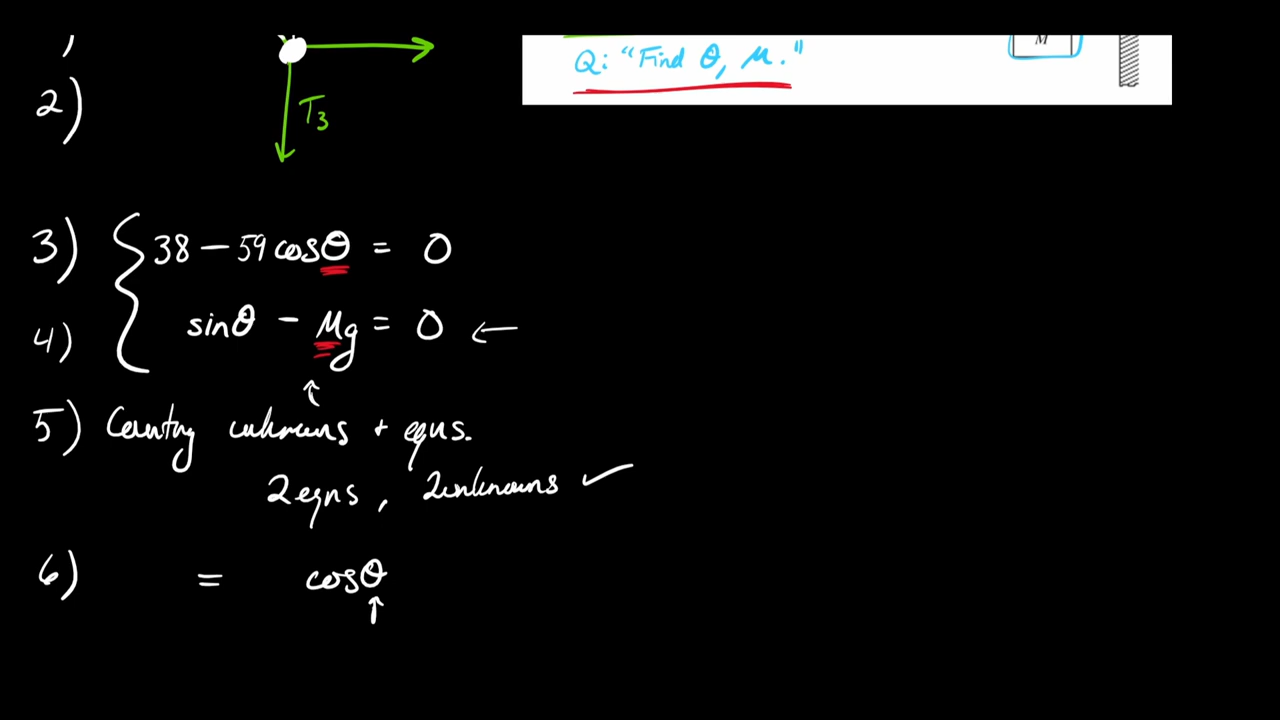 Q: "Find θ, M."
M
2)
T3
3) 38 – 59 cosθ = 0
4) sinθ – Mg = 0 ←
5) Counting unknowns + eqns.
2 eqns, 2 unknowns ✓
6) = cosθ